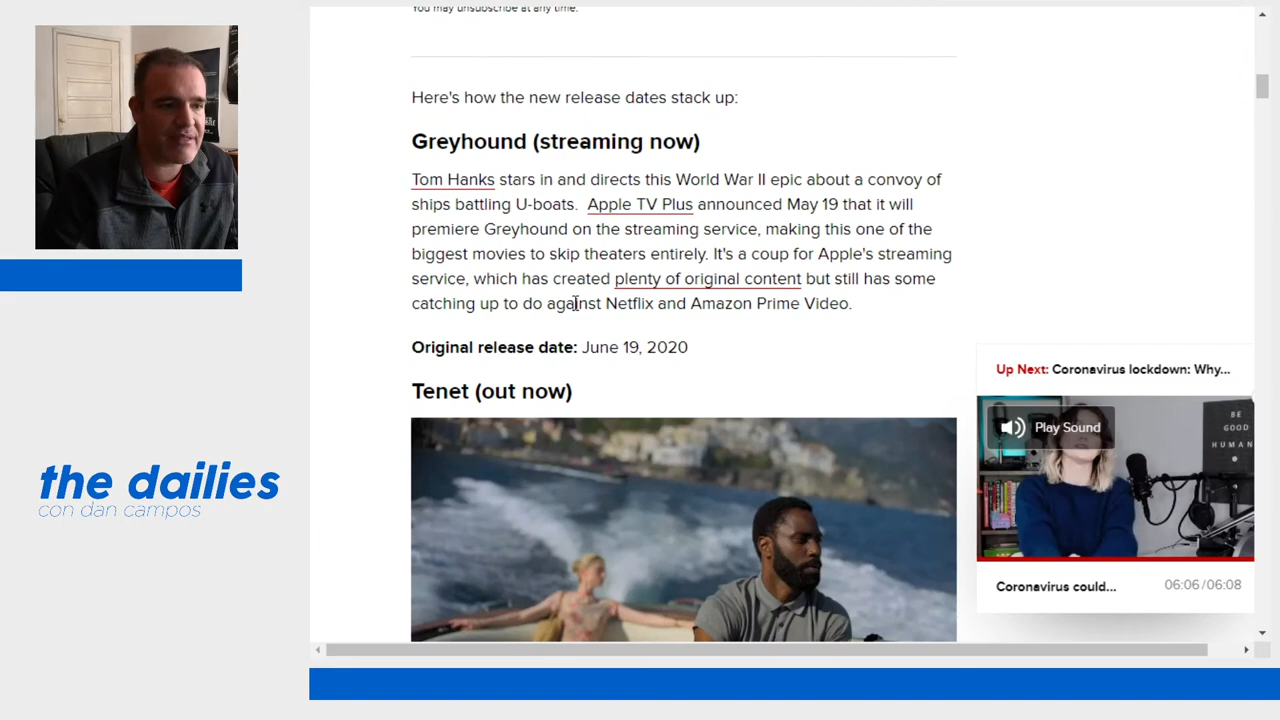 You may unsubscribe at any time.
Here's how the new release dates stack up:
Greyhound (streaming now)
Tom Hanks stars in and directs this World War II epic about a convoy of
ships battling U-boats. Apple TV Plus announced May 19 that it will
premiere Greyhound on the streaming service, making this one of the
biggest movies to skip theaters entirely. It's a coup for Apple's streaming
service, which has created plenty of original content but still has some
catching up to do against Netflix and Amazon Prime Video.
Original release date: June 19, 2020
Tenet (out now)
Up Next: Coronavirus lockdown: Why...
Play Sound
BE
GOOD
HUMAN
Coronavirus could...
06:06/06:08
the dailies
con dan campos